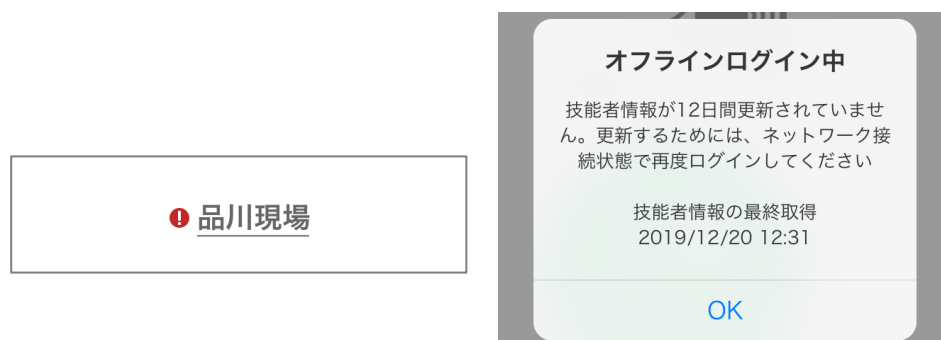 品川現場
オフラインログイン中
技能者情報が12日間更新されていませ
ん。更新するためには、ネットワーク接
続状態で再度ログインしてください
技能者情報の最終取得
2019/12/20 12:31
OK